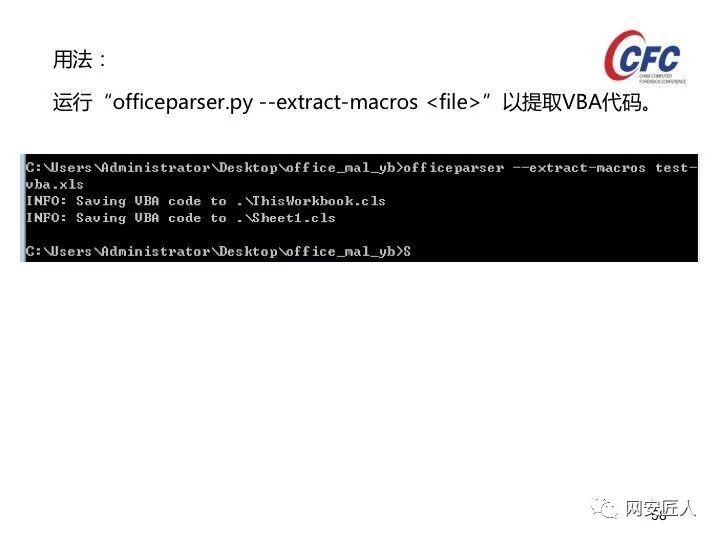 用法：
CFC
CHINA COMPUTER
FORENSICS CONFERENCE
运行“officeparser.py --extract-macros <file>”以提取VBA代码。
C:\Users\Administrator\Desktop\office_mal_yb>officeparser --extract-macros test-
vba.xls
INFO: Saving VBA code to .\ThisWorkbook.cls
INFO: Saving VBA code to .\Sheet1.cls
C:\Users\Administrator\Desktop\office_mal_yb>S
网安匠人
58